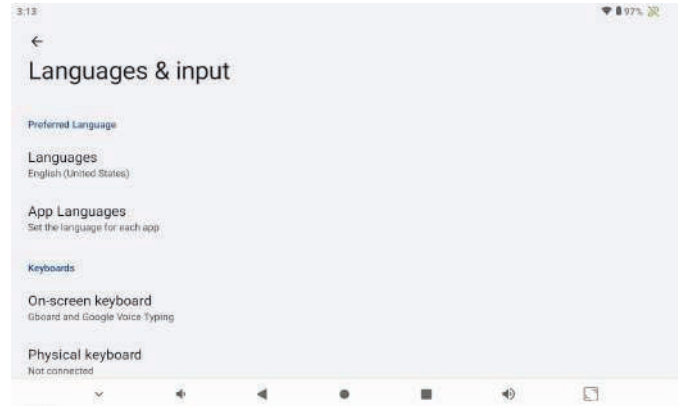 3:13
97%
Languages & input
Preferred Language
Languages
English (United States)
App Languages
Set the language for each app
Keyboards
On-screen keyboard
Gboard and Google Voice Typing
Physical keyboard
Not connected